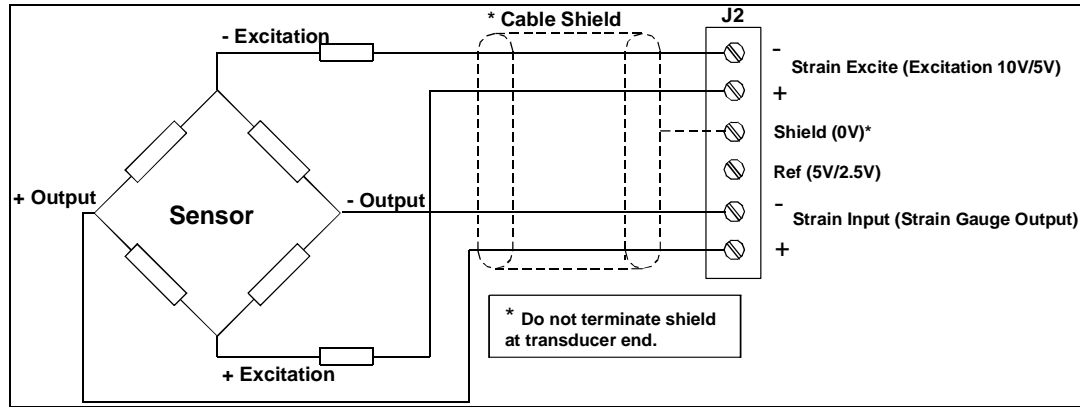 * Cable Shield
J2
- Excitation
-
Strain Excite (Excitation 10V/5V)
+
Shield (0V)*
Ref (5V/2.5V)
+ Output
Sensor
- Output
-
Strain Input (Strain Gauge Output)
+
* Do not terminate shield
at transducer end.
+ Excitation